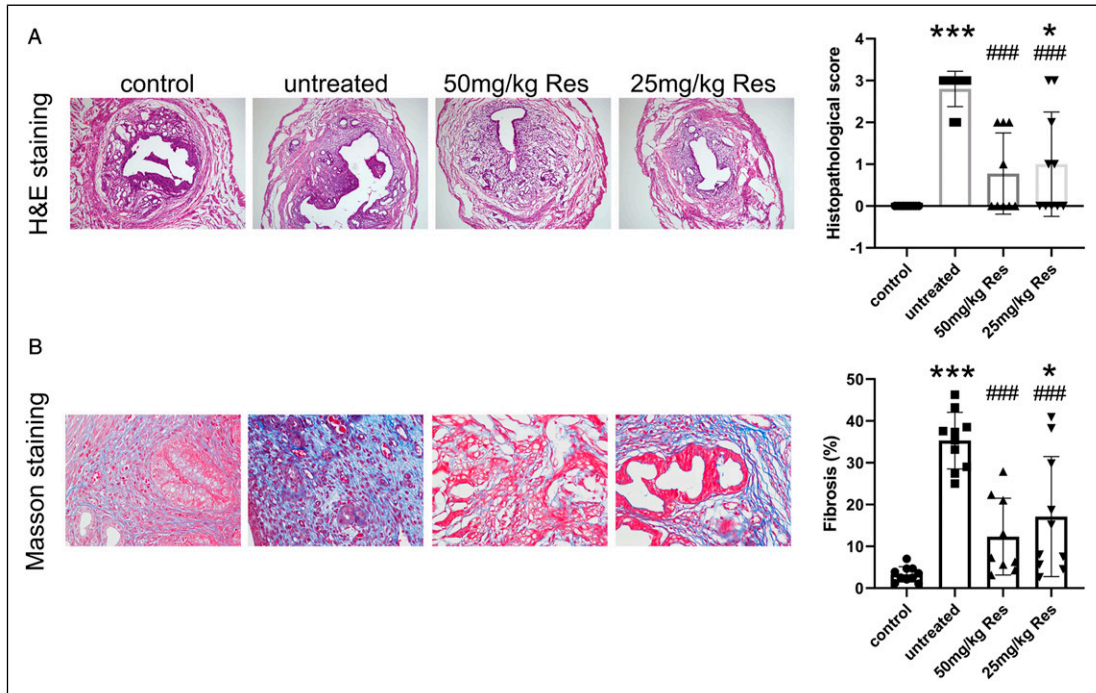 A
control untreated 50mg/kg Res 25mg/kg Res
H&E staining
Histopathological score
4
3
2
1
0
-1
***
###
*
###
control
untreated
50mg/kg Res
25mg/kg Res
B
Masson staining
Fibrosis (%)
50
40
30
20
10
0
***
###
*
###
control
untreated
50mg/kg Res
25mg/kg Res